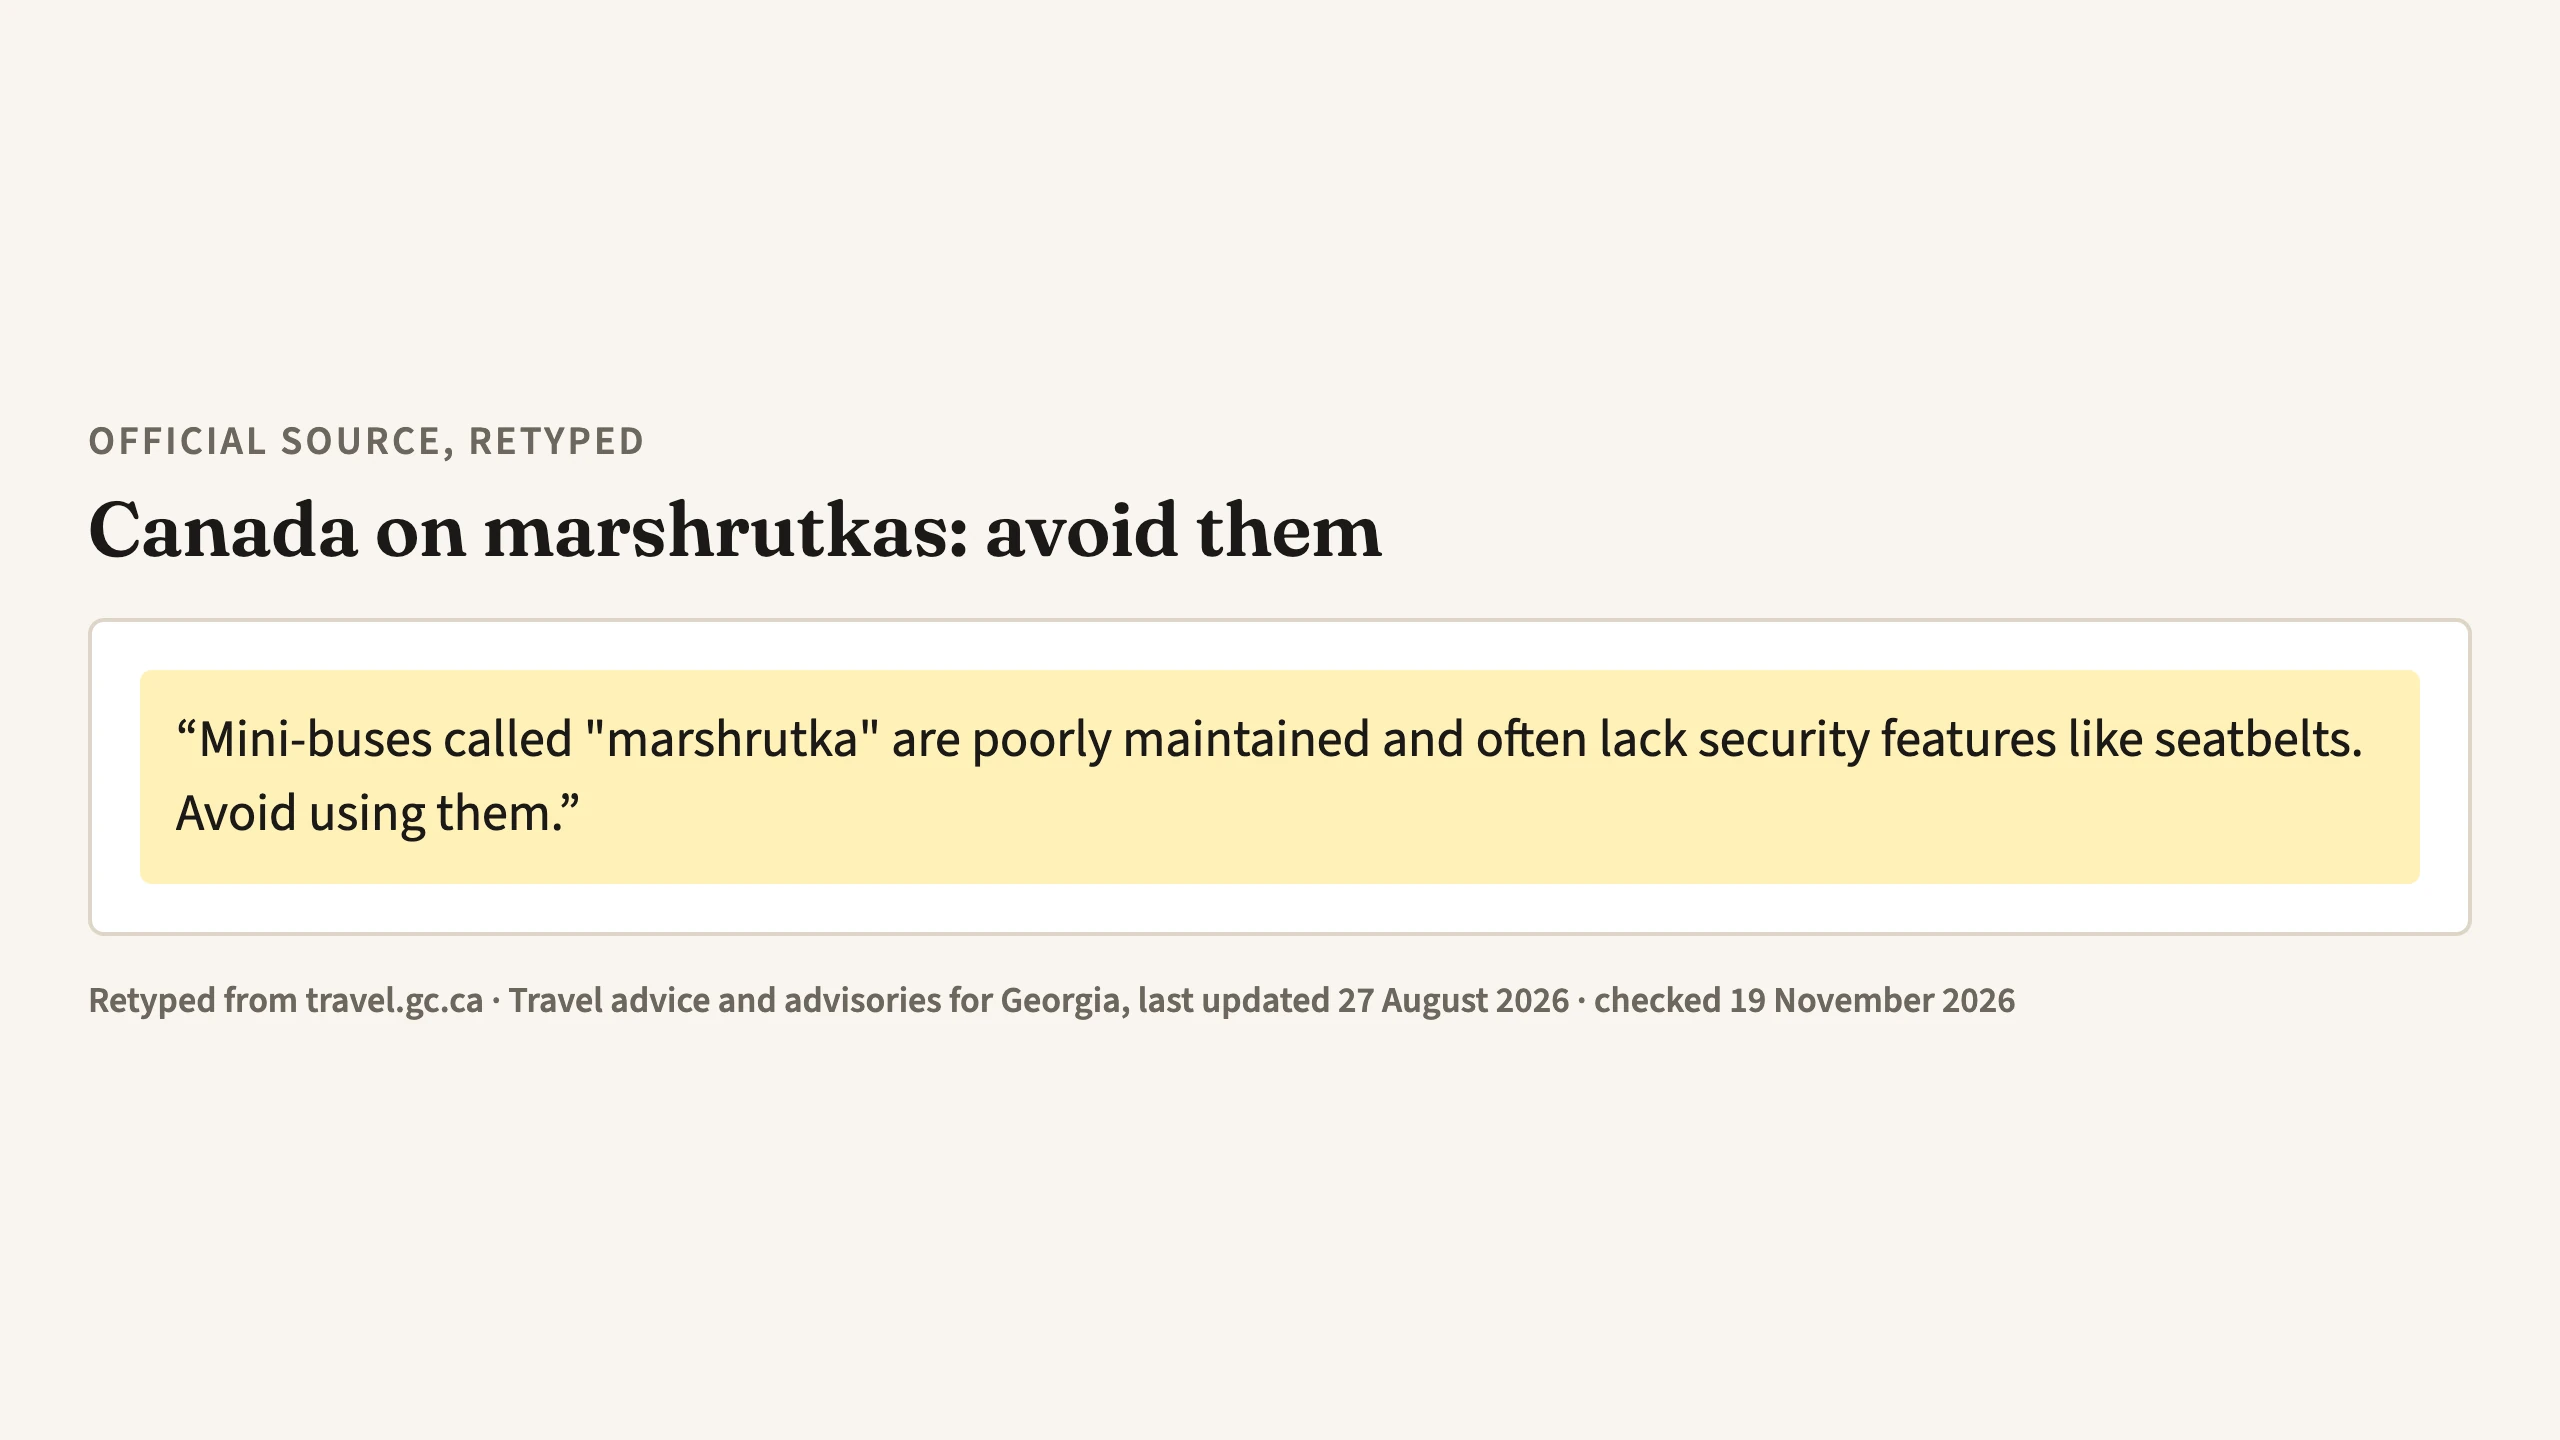 OFFICIAL SOURCE, RETYPED
Canada on marshrutkas: avoid them
“Mini-buses called "marshrutka" are poorly maintained and often lack security features like seatbelts.
Avoid using them.”
Retyped from travel.gc.ca · Travel advice and advisories for Georgia, last updated 27 August 2026 · checked 19 November 2026